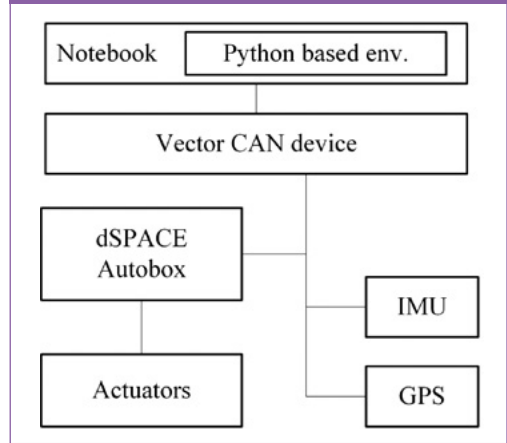 Notebook
Python based env.
Vector CAN device
dSPACE
Autobox
IMU
Actuators
GPS